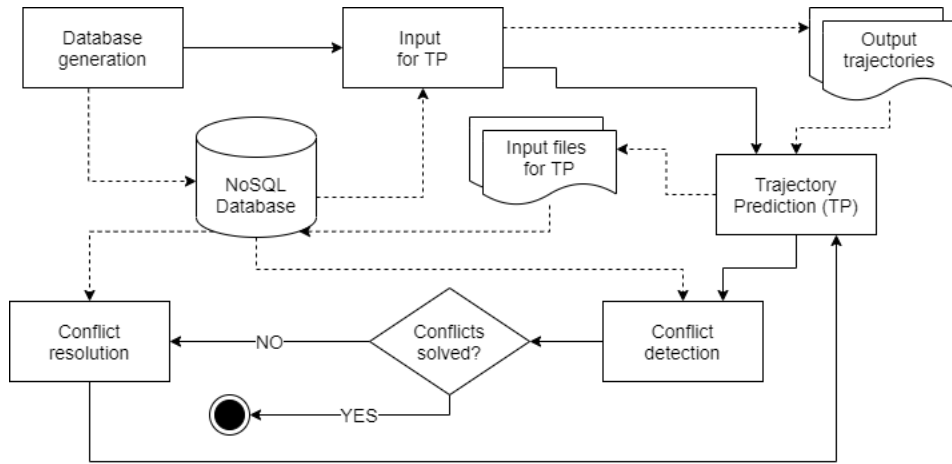 Database
generation
Input
for TP
Output
trajectories
Input files
for TP
NoSQL
Database
Trajectory
Prediction (TP)
Conflict
resolution
NO
Conflicts
solved?
Conflict
detection
YES